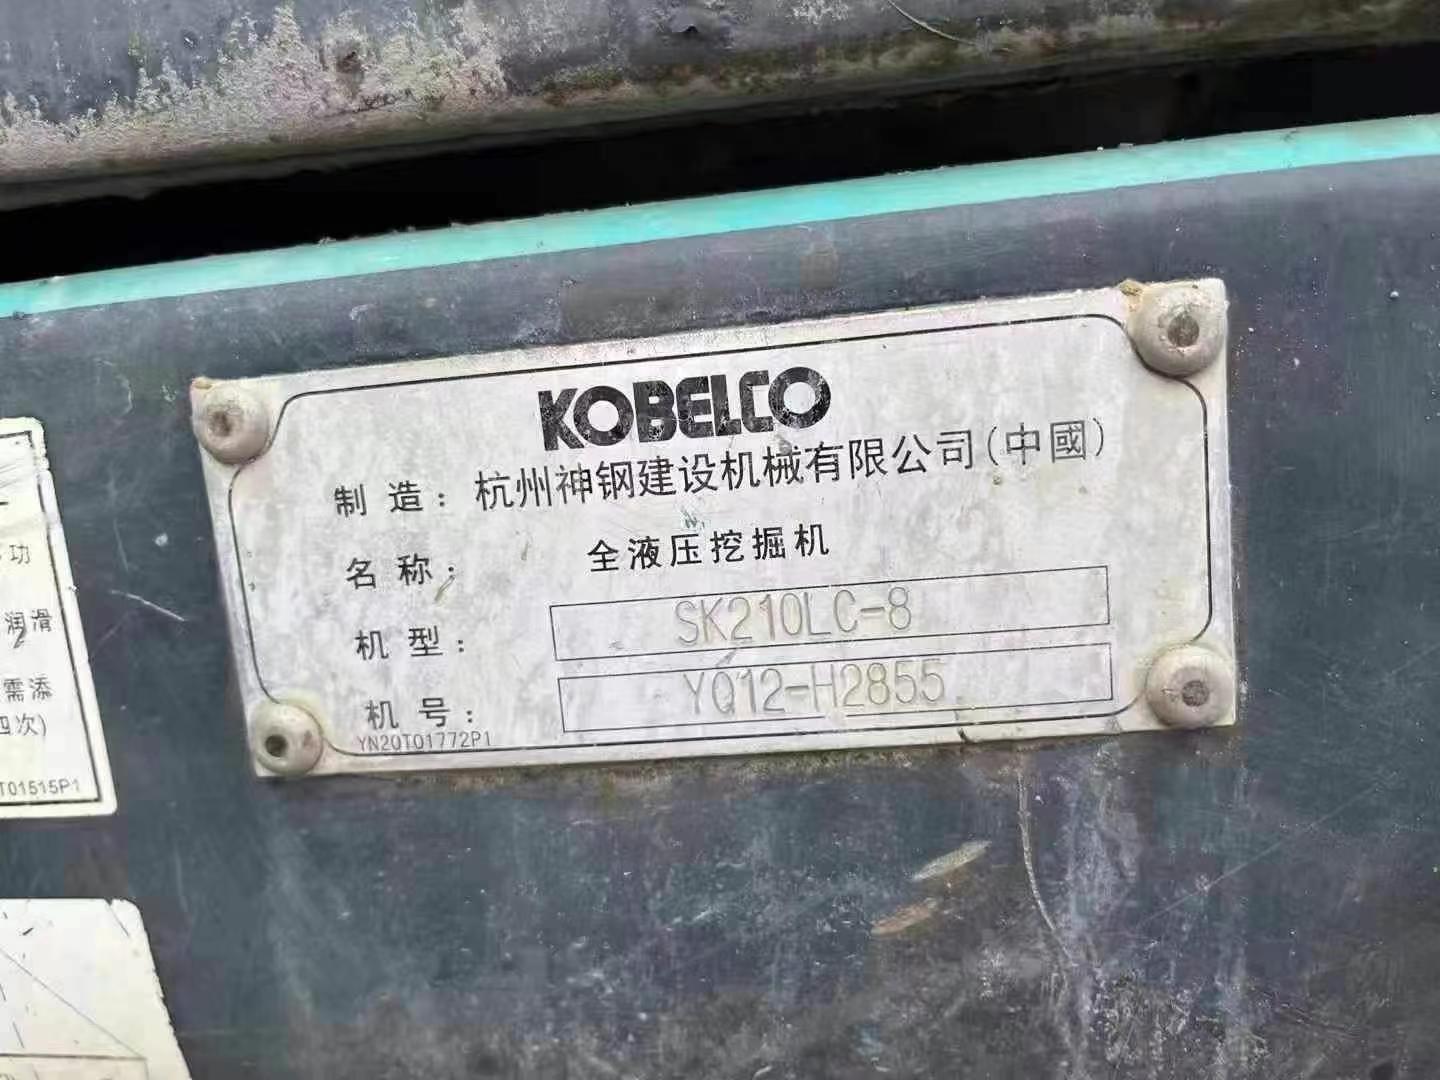 KOBELCO
制 造：杭州神钢建设机械有限公司(中國)
名 称：全液压挖掘机
机 型：SK210LC-8
机 号：YQ12-H2855
YN20T01772P1
功
润滑
需添
四次)
T01515P1